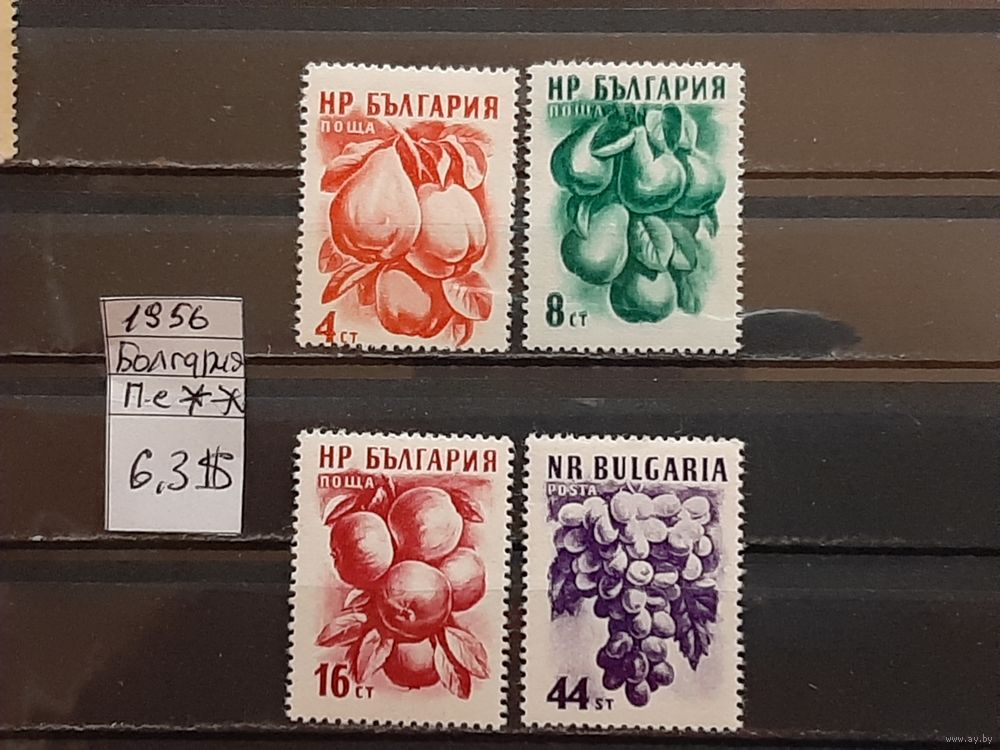 НР БЪЛГАРИЯ
ПОЩА
4 СТ
НР БЪЛГАРИЯ
ПОЩА
8 СТ
1956
Болгария
П-е **
6,3$
НР БЪЛГАРИЯ
ПОЩА
16 СТ
NR BULGARIA
POSTA
44 ST
www.ay.by